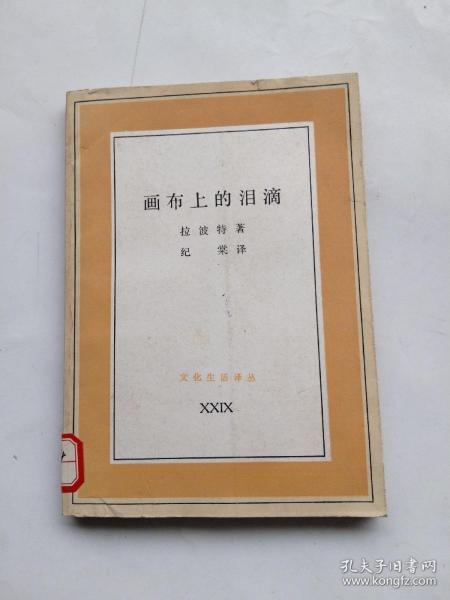 画布上的泪滴
拉波特著
纪棠译
文化生活译丛
XXIX
孔夫子旧书网
www.kongfz.com